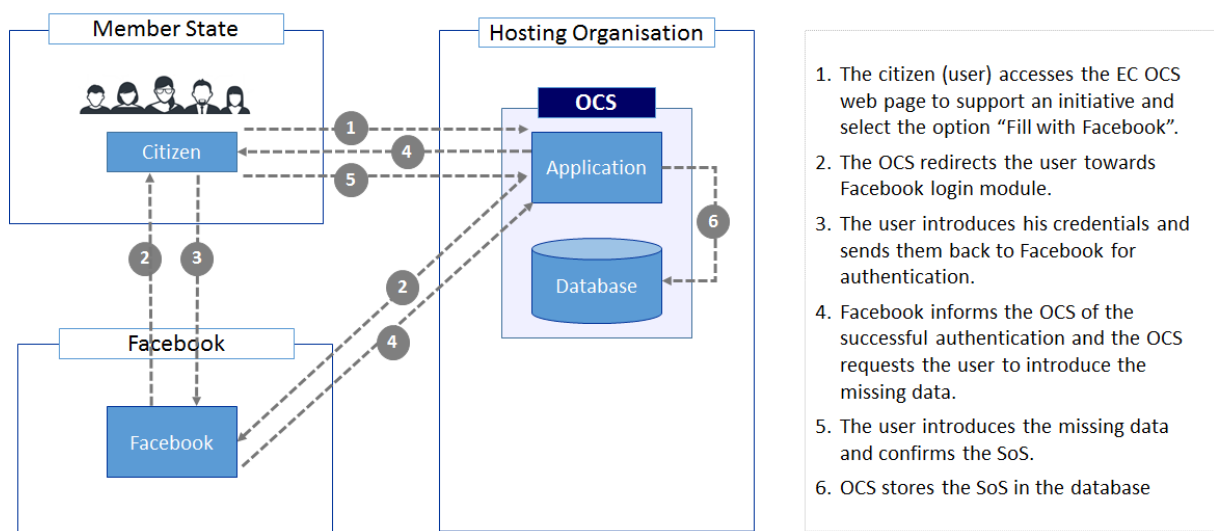 Member State
Hosting Organisation
OCS
1
Citizen
4
Application
5
6
2
3
Database
2
4
Facebook
Facebook
1. The citizen (user) accesses the EC OCS
web page to support an initiative and
select the option “Fill with Facebook”.
2. The OCS redirects the user towards
Facebook login module.
3. The user introduces his credentials and
sends them back to Facebook for
authentication.
4. Facebook informs the OCS of the
successful authentication and the OCS
requests the user to introduce the
missing data.
5. The user introduces the missing data
and confirms the SoS.
6. OCS stores the SoS in the database